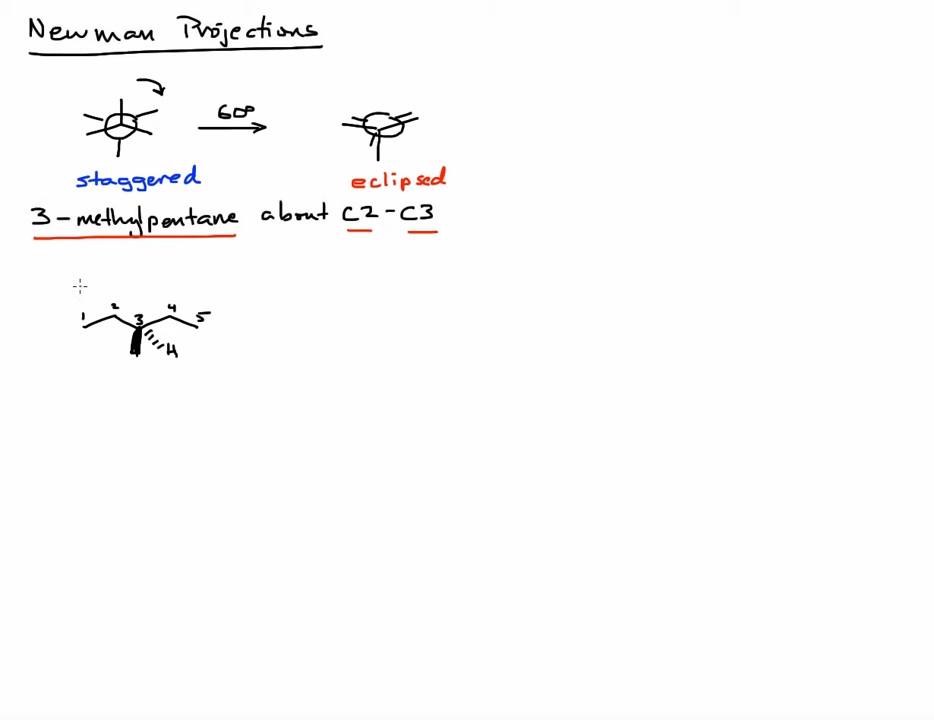 Newman Projections
60°
staggered
eclipsed
3-methylpentane about C2-C3
1 2 3 4 5
H